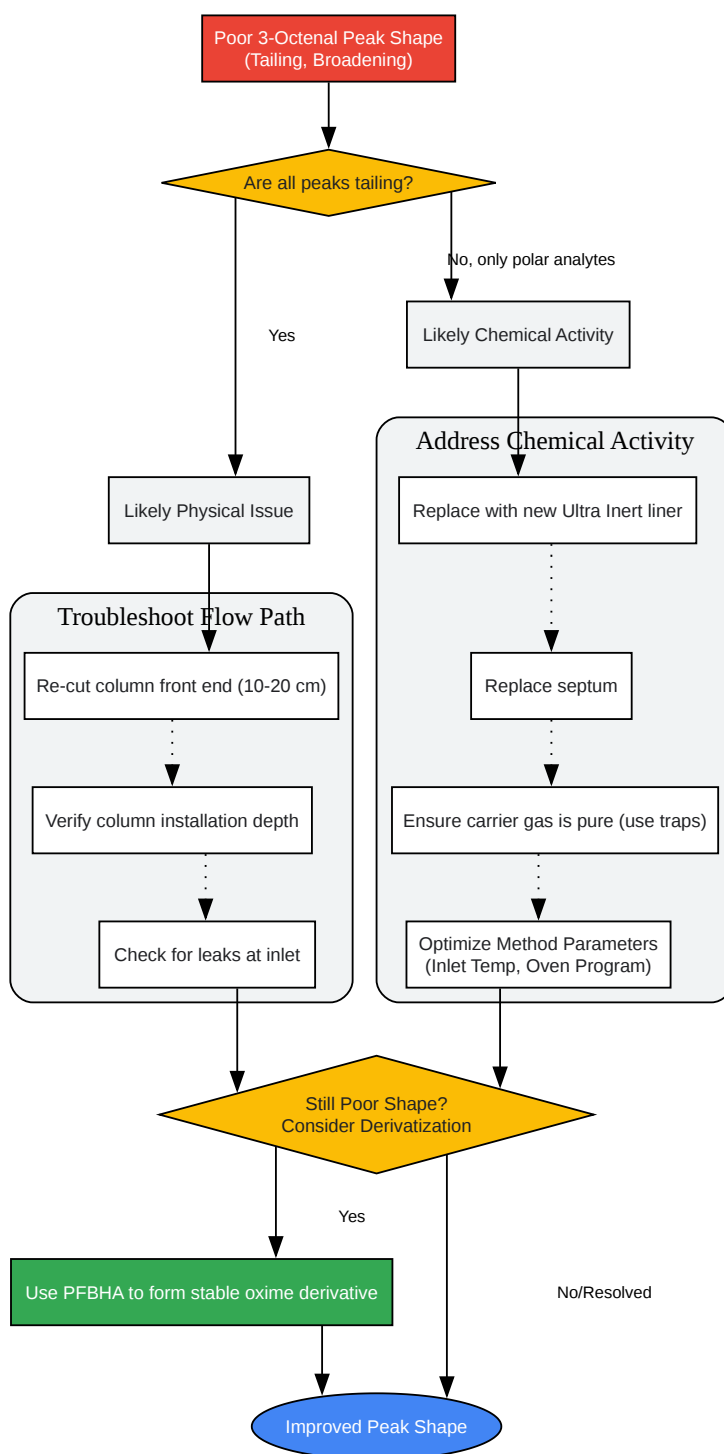 Poor 3-Octenal Peak Shape
(Tailing, Broadening)
Are all peaks tailing?
No, only polar analytes
Yes
Likely Chemical Activity
Address Chemical Activity
Likely Physical Issue
Replace with new Ultra Inert liner
Troubleshoot Flow Path
Re-cut column front end (10-20 cm)
Replace septum
Verify column installation depth
Ensure carrier gas is pure (use traps)
Check for leaks at inlet
Optimize Method Parameters
(Inlet Temp, Oven Program)
Still Poor Shape?
Consider Derivatization
Yes
Use PFBHA to form stable oxime derivative
No/Resolved
Improved Peak Shape